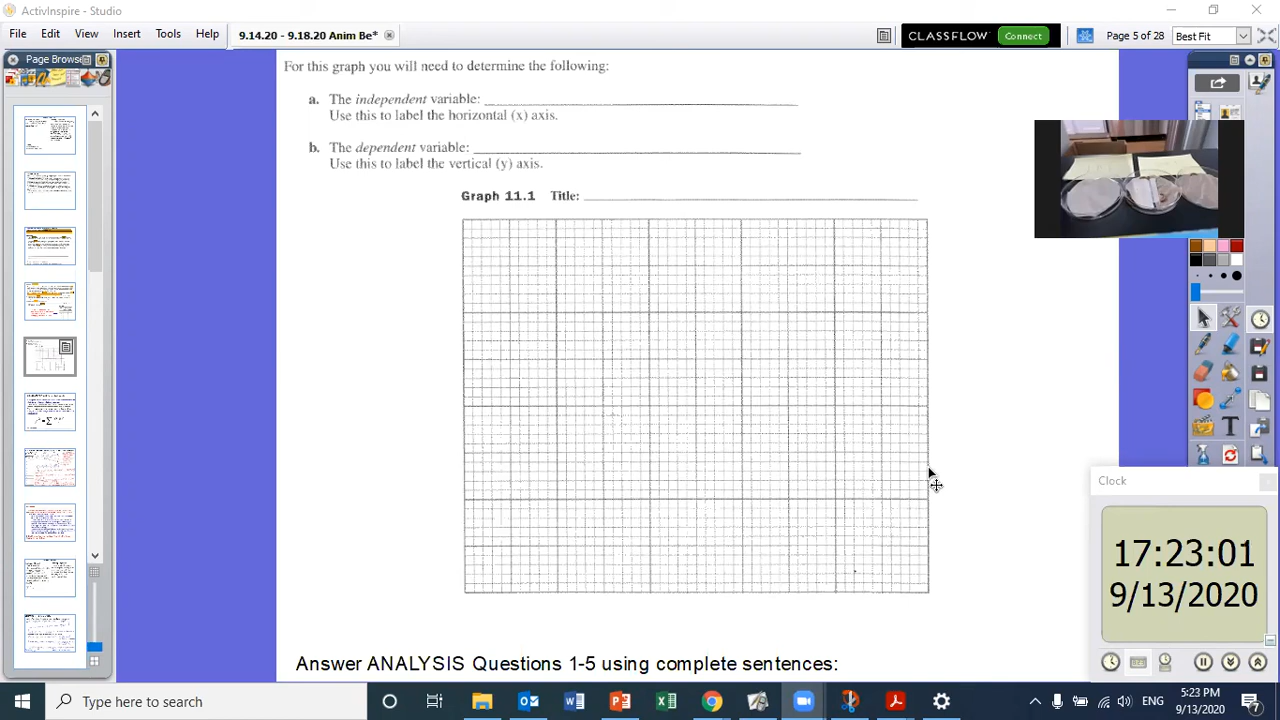 ActivInspire - Studio
File Edit View Insert Tools Help
9.14.20 - 9.18.20 Anim Be*
CLASSFLOW Connect
Page 5 of 28
Best Fit
Page Browse
For this graph you will need to determine the following:
a. The independent variable:
Use this to label the horizontal (x) axis.
b. The dependent variable:
Use this to label the vertical (y) axis.
Graph 11.1 Title:
Answer ANALYSIS Questions 1-5 using complete sentences:
Clock
17:23:01
9/13/2020
Type here to search
ENG
5:23 PM
9/13/2020
7